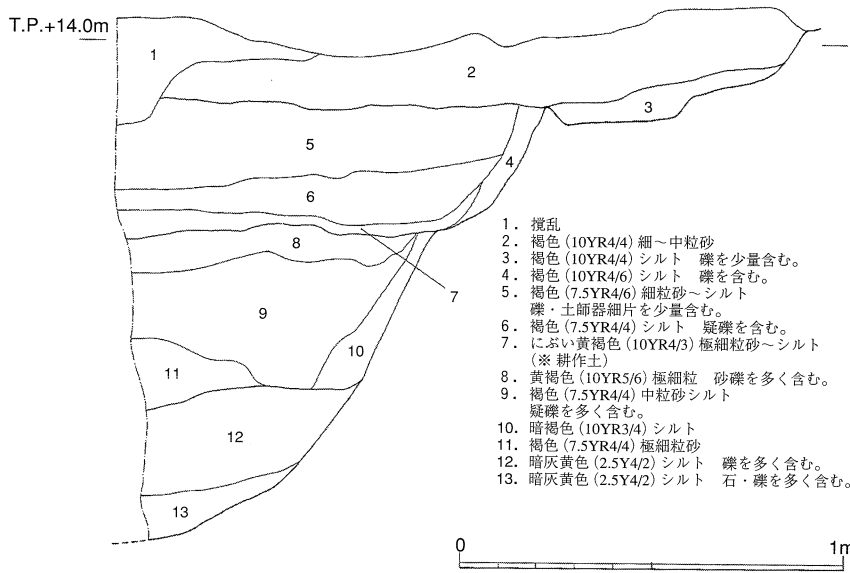 T.P.+14.0m
1
2
3
5
4
6
8
7
9
10
11
12
13
1. 撹乱
2. 褐色(10YR4/4)細~中粒砂
3. 褐色(10YR4/4)シルト 礫を少量含む。
4. 褐色(10YR4/6)シルト 礫を含む。
5. 褐色(7.5YR4/6)細粒砂~シルト
礫・土師器細片を少量含む。
6. 褐色(7.5YR4/4)シルト 疑礫を含む。
7. にぶい黄褐色(10YR4/3)極細粒砂~シルト
(※ 耕作土)
8. 黄褐色(10YR5/6)極細粒 砂礫を多く含む。
9. 褐色(7.5YR4/4)中粒砂シルト
疑礫を多く含む。
10. 暗褐色(10YR3/4)シルト
11. 褐色(7.5YR4/4)極細粒砂
12. 暗灰黄色(2.5Y4/2)シルト 礫を多く含む。
13. 暗灰黄色(2.5Y4/2)シルト 石・礫を多く含む。
0 1m